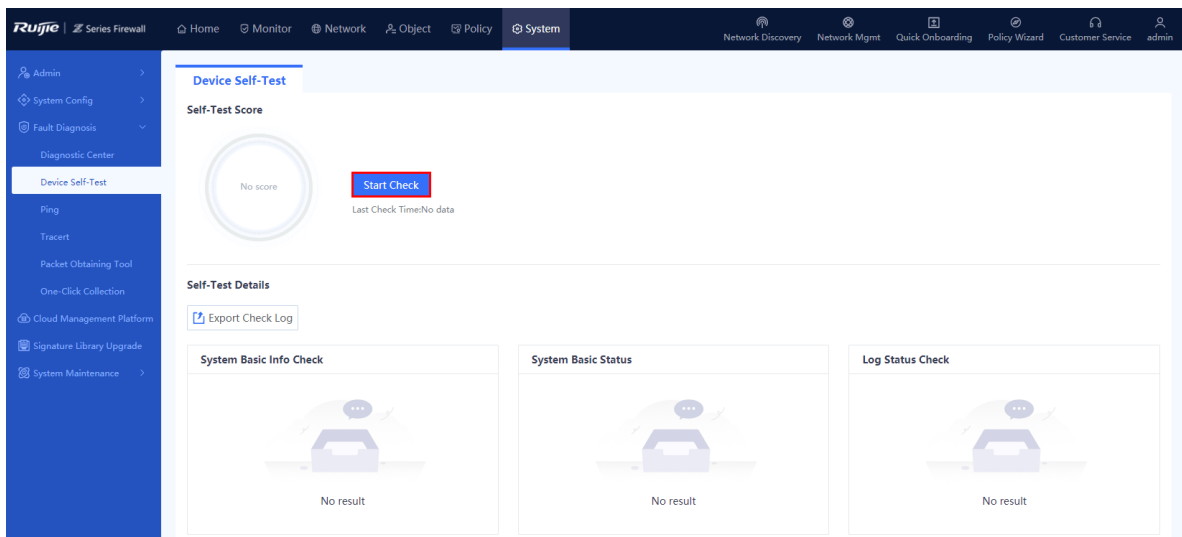 Ruijie | Z Series Firewall
Home
Monitor
Network
Object
Policy
System
Network Discovery
Network Mgmt
Quick Onboarding
Policy Wizard
Customer Service
admin
Admin
System Config
Fault Diagnosis
Diagnostic Center
Device Self-Test
Ping
Tracert
Packet Obtaining Tool
One-Click Collection
Cloud Management Platform
Signature Library Upgrade
System Maintenance
Device Self-Test
Self-Test Score
No score
Start Check
Last Check Time:No data
Self-Test Details
Export Check Log
System Basic Info Check
System Basic Status
Log Status Check
No result
No result
No result